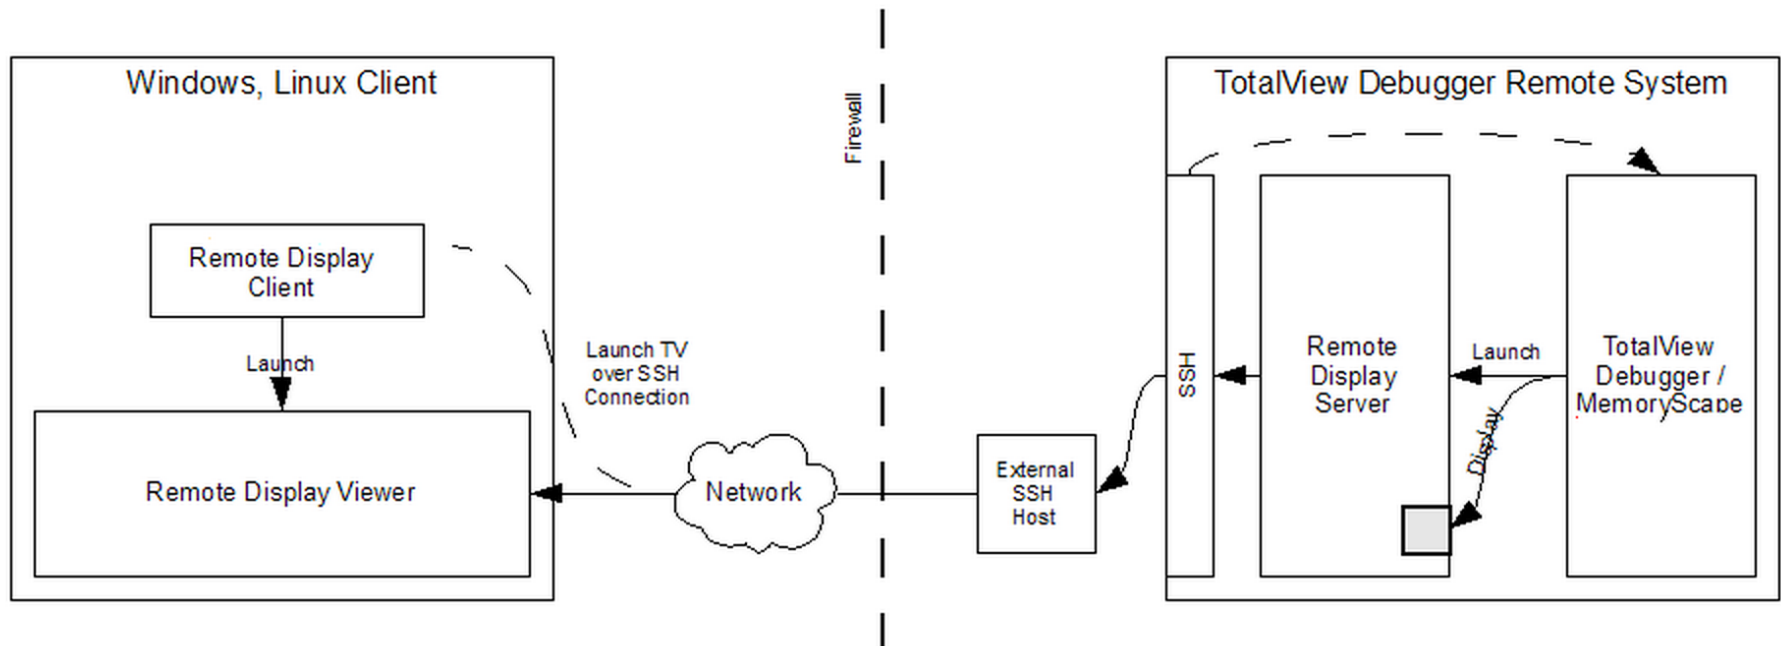 Windows, Linux Client
TotalView Debugger Remote System
Firewall
Remote Display
Client
Launch
Launch TV
over SSH
Connection
Remote Display Viewer
Network
External
SSH
Host
SSH
Remote
Display
Server
Launch
Display
TotalView
Debugger /
MemoryScape